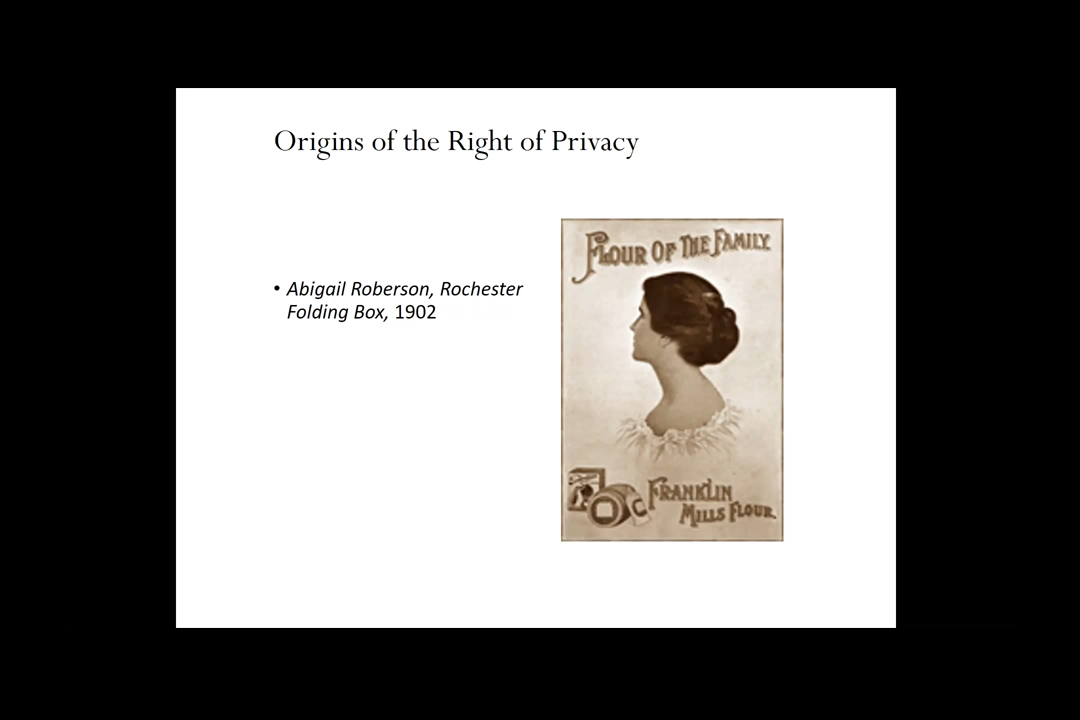 Origins of the Right of Privacy
• Abigail Roberson, Rochester
Folding Box, 1902
FLOUR OF THE FAMILY.
FRANKLIN
MILLS FLOUR.